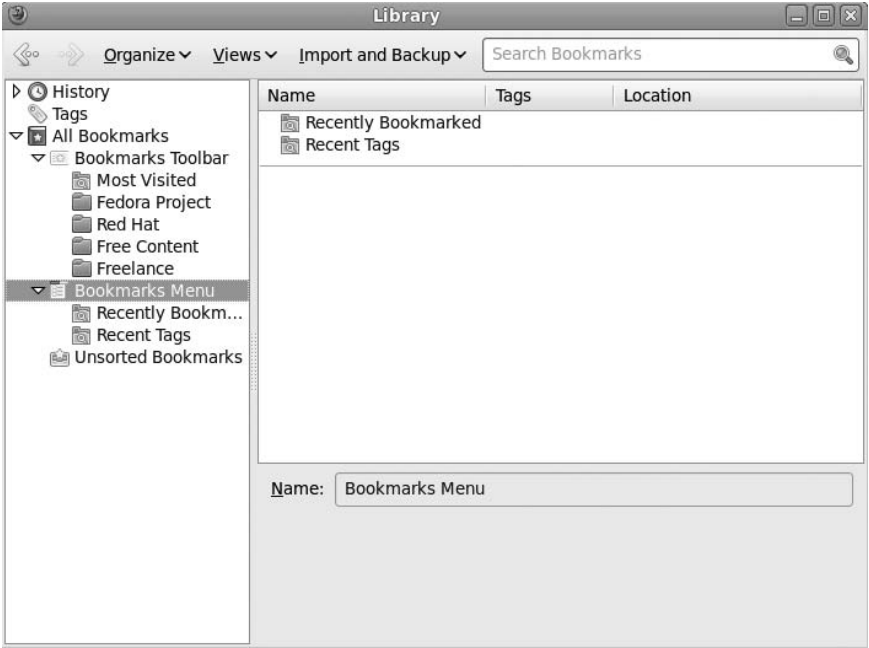 Library
Organize Views Import and Backup Search Bookmarks
History
Tags
All Bookmarks
Bookmarks Toolbar
Most Visited
Fedora Project
Red Hat
Free Content
Freelance
Bookmarks Menu
Recently Bookm...
Recent Tags
Unsorted Bookmarks
Name Tags Location
Recently Bookmarked
Recent Tags
Name: Bookmarks Menu